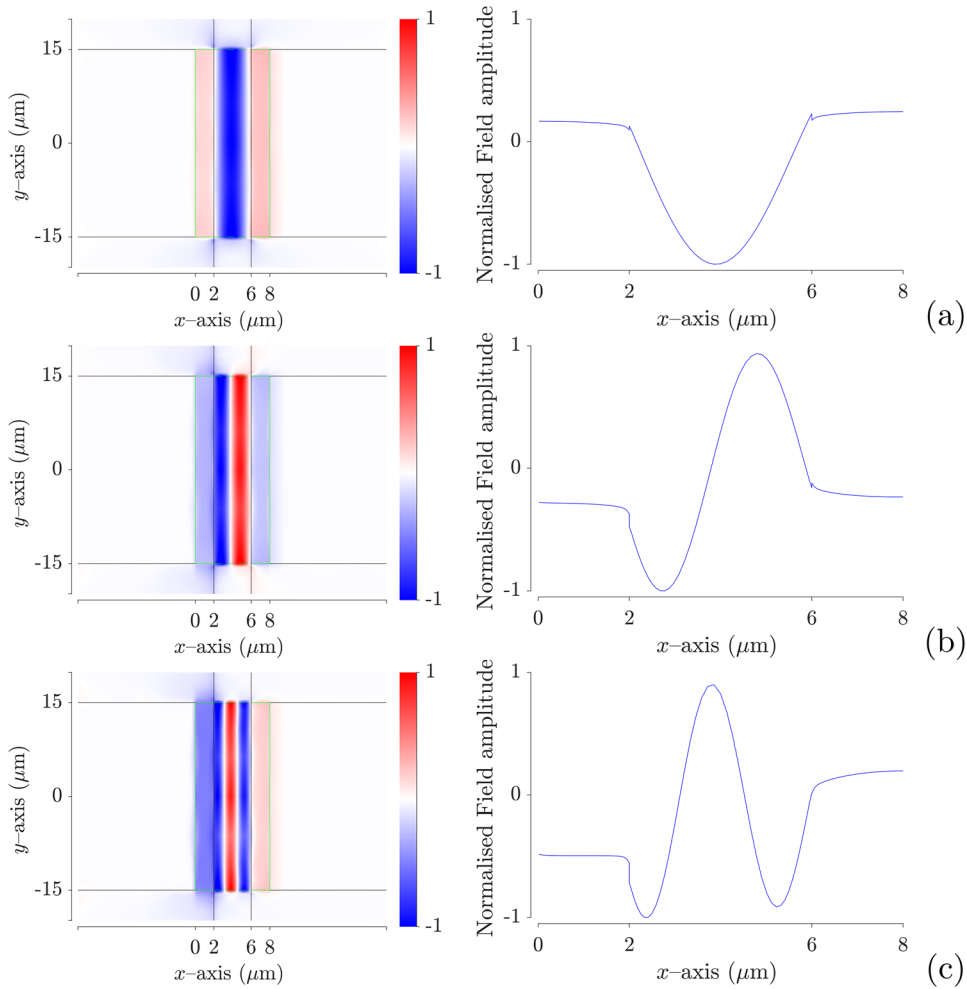 1
15
0
-15
-1
y–axis (μm)
0 2 6 8
x–axis (μm)
1
0
-1
Normalised Field amplitude
0 2 6 8
x–axis (μm)
(a)
1
15
0
-15
-1
y–axis (μm)
0 2 6 8
x–axis (μm)
1
0
-1
Normalised Field amplitude
0 2 6 8
x–axis (μm)
(b)
1
15
0
-15
-1
y–axis (μm)
0 2 6 8
x–axis (μm)
1
0
-1
Normalised Field amplitude
0 2 6 8
x–axis (μm)
(c)